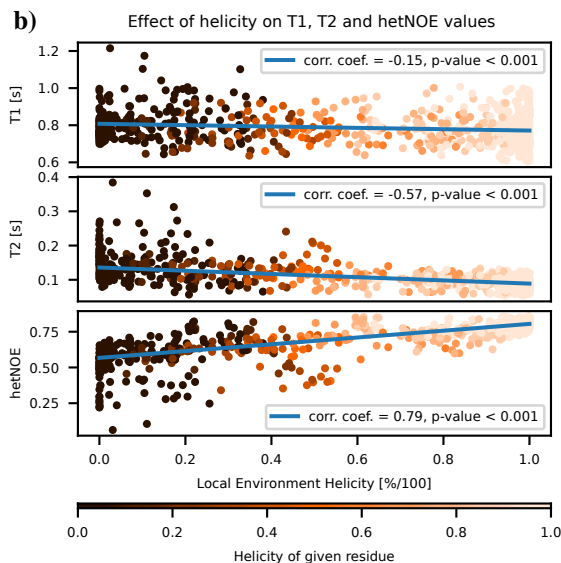 b)
Effect of helicity on T1, T2 and hetNOE values
T1 [s]
1.2
1.0
0.8
0.6
corr. coef. = -0.15, p-value < 0.001
T2 [s]
0.4
0.3
0.2
0.1
corr. coef. = -0.57, p-value < 0.001
hetNOE
0.75
0.50
0.25
corr. coef. = 0.79, p-value < 0.001
0.0 0.2 0.4 0.6 0.8 1.0
Local Environment Helicity [%/100]
0.0 0.2 0.4 0.6 0.8 1.0
Helicity of given residue